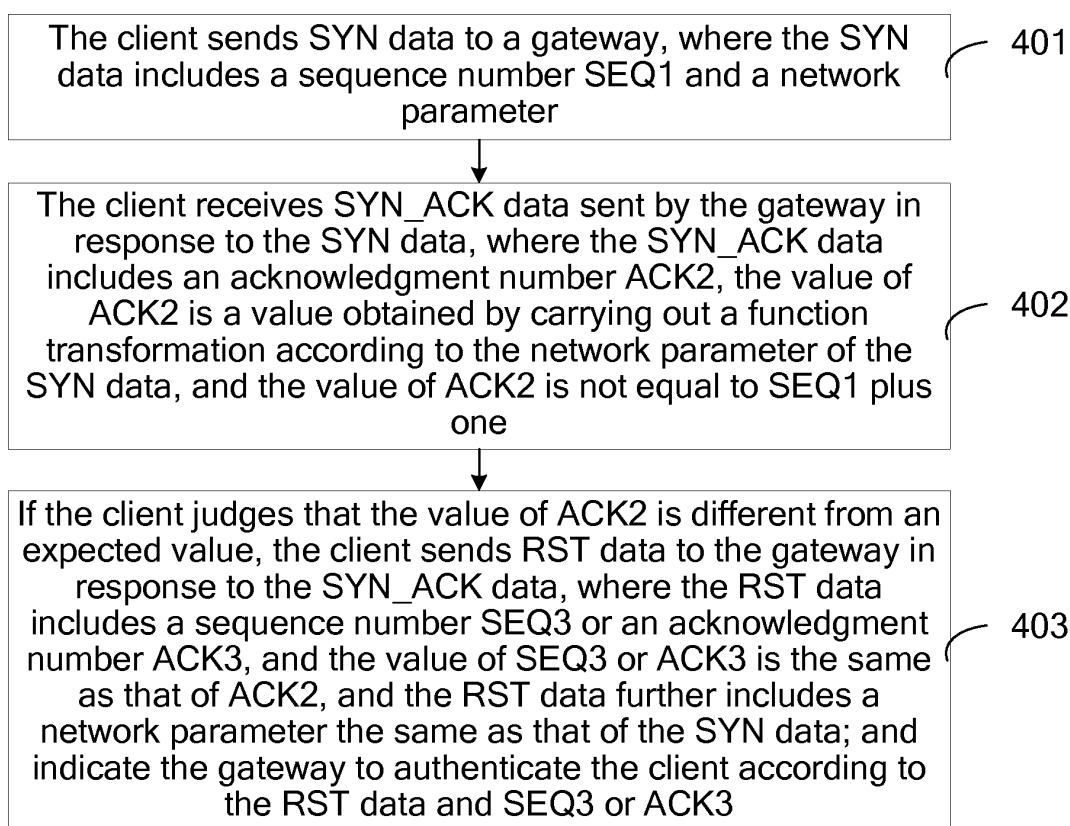 The client sends SYN data to a gateway, where the SYN
data includes a sequence number SEQ1 and a network
parameter
401
The client receives SYN_ACK data sent by the gateway in
response to the SYN data, where the SYN_ACK data
includes an acknowledgment number ACK2, the value of
ACK2 is a value obtained by carrying out a function
transformation according to the network parameter of the
SYN data, and the value of ACK2 is not equal to SEQ1 plus
one
402
If the client judges that the value of ACK2 is different from an
expected value, the client sends RST data to the gateway in
response to the SYN_ACK data, where the RST data
includes a sequence number SEQ3 or an acknowledgment
number ACK3, and the value of SEQ3 or ACK3 is the same
as that of ACK2, and the RST data further includes a
network parameter the same as that of the SYN data; and
indicate the gateway to authenticate the client according to
the RST data and SEQ3 or ACK3
403